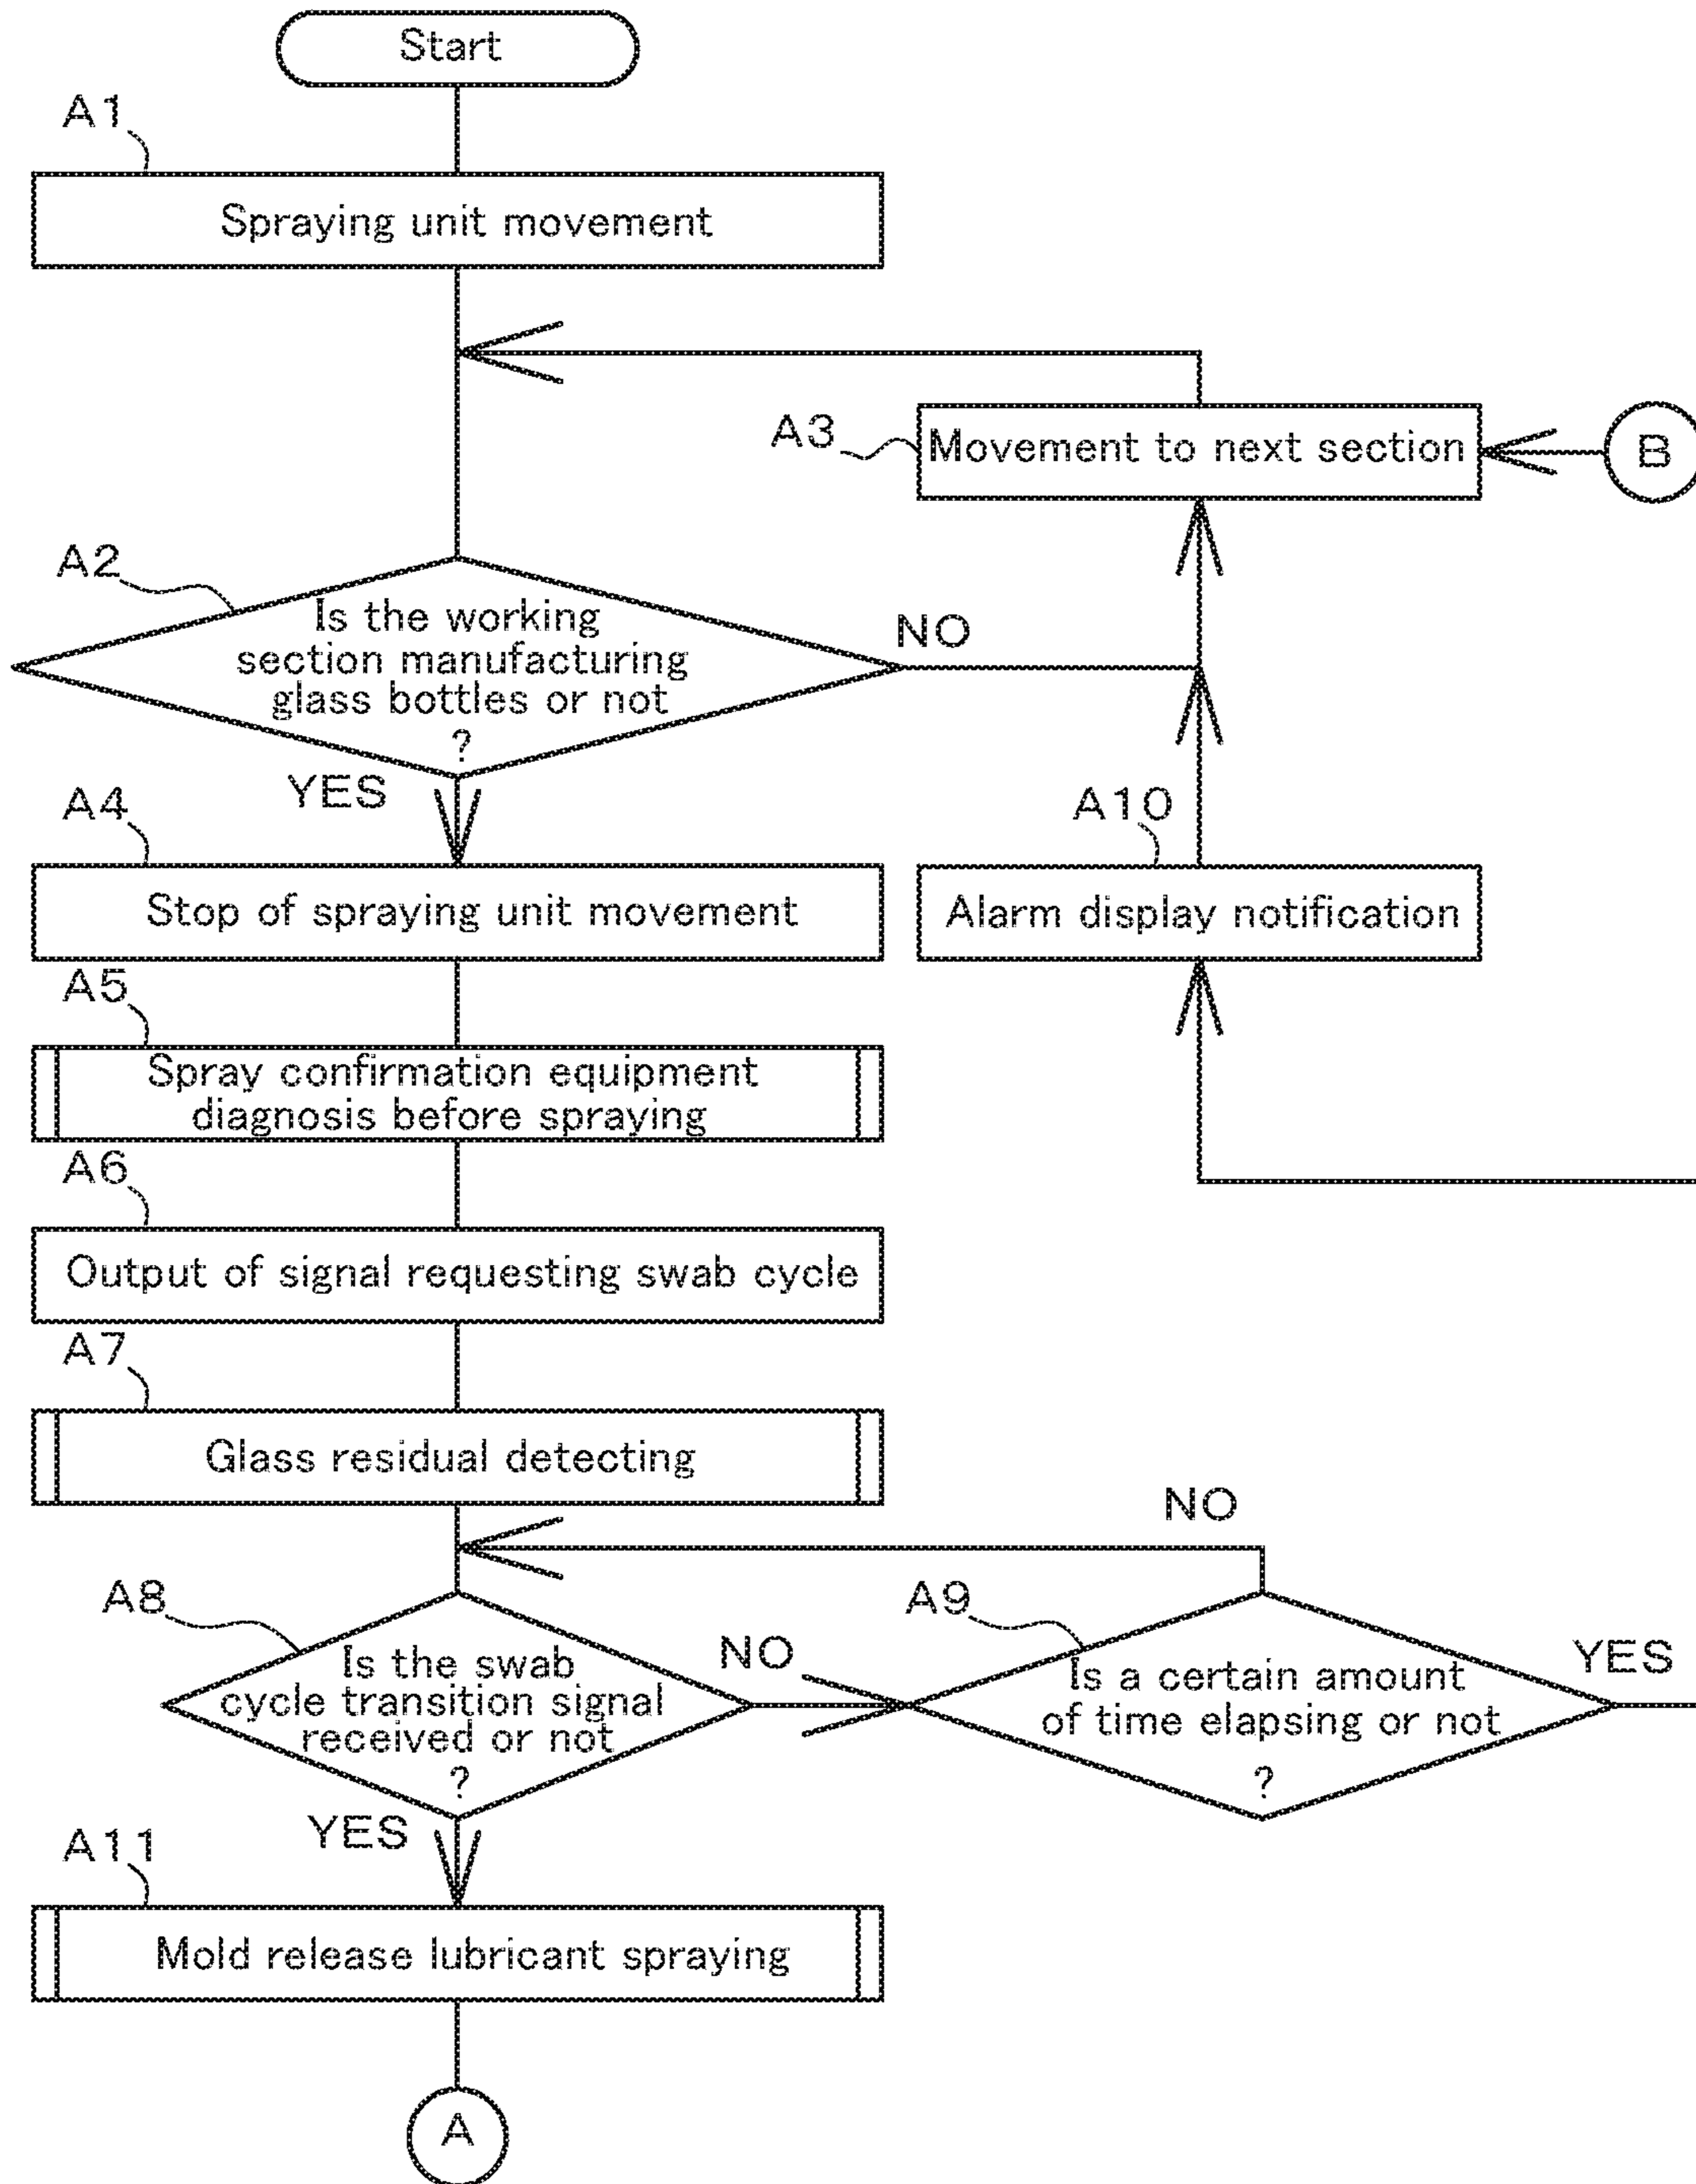 Start
A1
Spraying unit movement
A3
Movement to next section
B
A2
Is the working
section manufacturing
glass bottles or not
?
NO
YES
A4
Stop of spraying unit movement
A10
Alarm display notification
A5
Spray confirmation equipment
diagnosis before spraying
A6
Output of signal requesting swab cycle
A7
Glass residual detecting
NO
A8
Is the swab
cycle transition signal
received or not
?
NO
A9
Is a certain amount
of time elapsing or not
?
YES
YES
A11
Mold release lubricant spraying
A